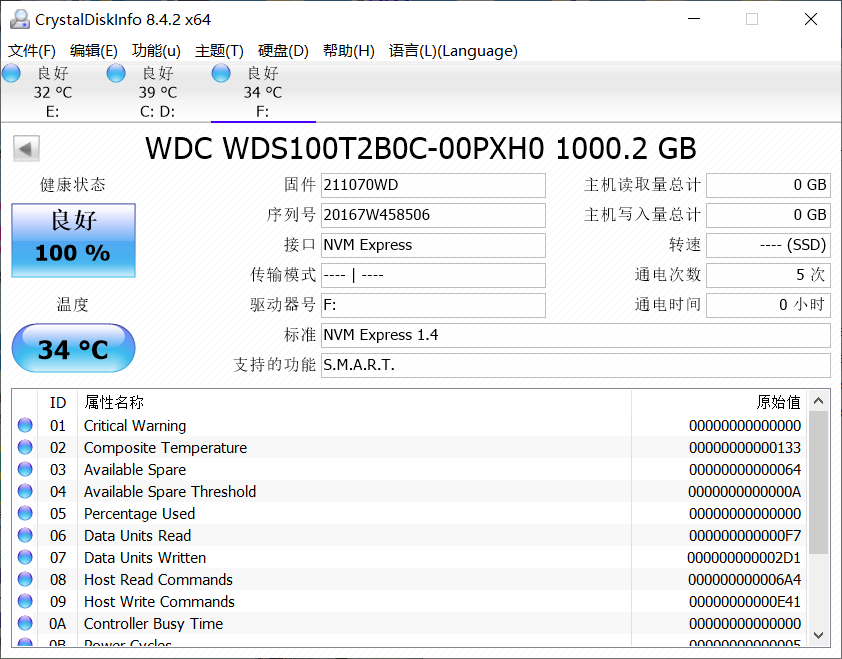 CrystalDiskInfo 8.4.2 x64
文件(F) 编辑(E) 功能(u) 主题(T) 硬盘(D) 帮助(H) 语言(L)(Language)
良好 良好 良好
32 °C 39 °C 34 °C
E: C: D: F:
WDC WDS100T2B0C-00PXH0 1000.2 GB
健康状态 固件 211070WD 主机读取量总计 0 GB
良好 序列号 20167W458506 主机写入量总计 0 GB
100 % 接口 NVM Express 转速 ---- (SSD)
传输模式 ---- | ---- 通电次数 5 次
温度 驱动器号 F: 通电时间 0 小时
34 °C 标准 NVM Express 1.4
支持的功能 S.M.A.R.T.
ID 属性名称 原始值
01 Critical Warning 00000000000000
02 Composite Temperature 00000000000133
03 Available Spare 00000000000064
04 Available Spare Threshold 0000000000000A
05 Percentage Used 00000000000000
06 Data Units Read 000000000000F7
07 Data Units Written 000000000002D1
08 Host Read Commands 000000000006A4
09 Host Write Commands 00000000000E41
0A Controller Busy Time 00000000000000
0B Power Cycles 00000000000005